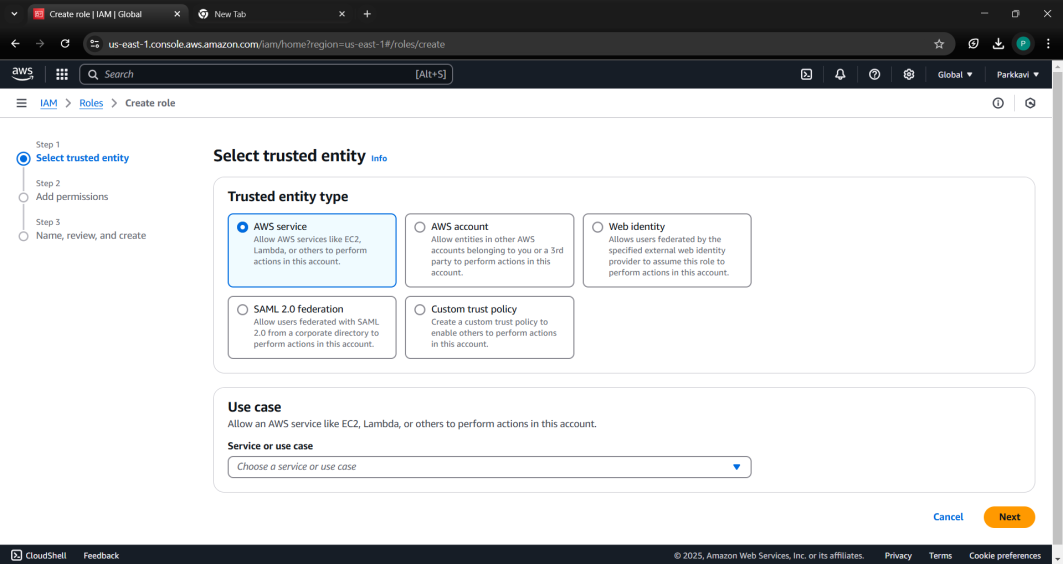 Create role | IAM | Global
New Tab
us-east-1.console.aws.amazon.com/iam/home?region=us-east-1#/roles/create
P
aws
Search
[Alt+S]
Global
Parkkavi
IAM > Roles > Create role
Step 1
Select trusted entity
Step 2
Add permissions
Step 3
Name, review, and create
Select trusted entity Info
Trusted entity type
AWS service
Allow AWS services like EC2,
Lambda, or others to perform
actions in this account.
AWS account
Allow entities in other AWS
accounts belonging to you or a 3rd
party to perform actions in this
account.
Web identity
Allows users federated by the
specified external web identity
provider to assume this role to
perform actions in this account.
SAML 2.0 federation
Allow users federated with SAML
2.0 from a corporate directory to
perform actions in this account.
Custom trust policy
Create a custom trust policy to
enable others to perform actions
in this account.
Use case
Allow an AWS service like EC2, Lambda, or others to perform actions in this account.
Service or use case
Choose a service or use case
Cancel
Next
CloudShell
Feedback
© 2025, Amazon Web Services, Inc. or its affiliates.
Privacy
Terms
Cookie preferences